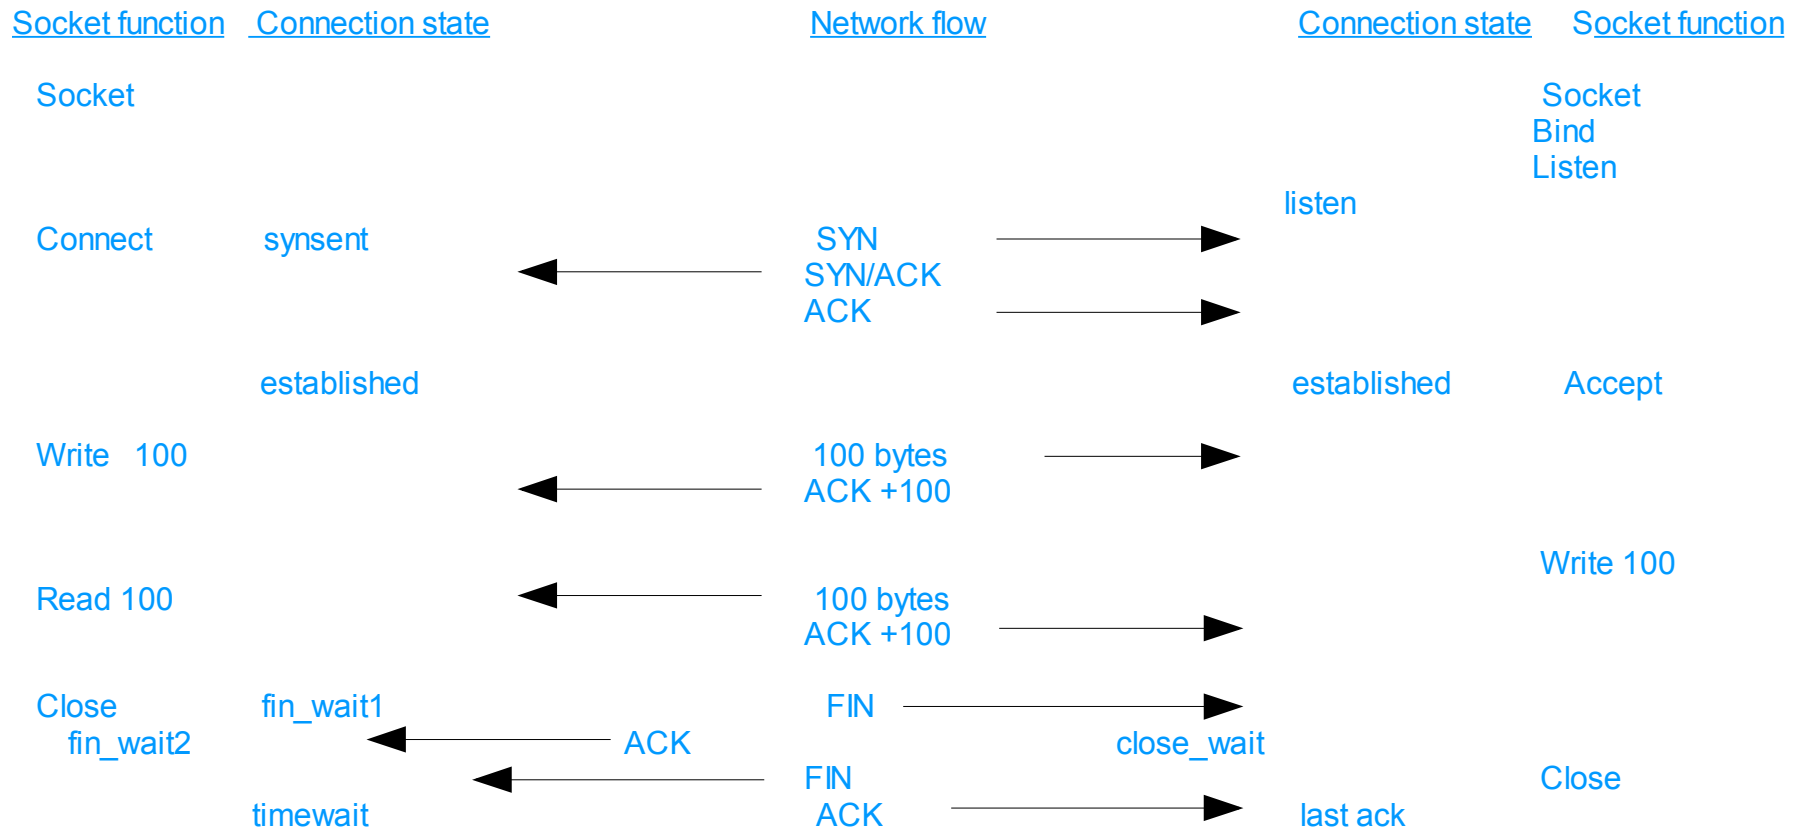 Socket function Connection state Network flow Connection state Socket function
Socket Socket
Bind
Listen
listen
Connect synsent SYN
SYN/ACK
ACK
established established Accept
Write 100 100 bytes
ACK +100
Write 100
Read 100 100 bytes
ACK +100
Close fin_wait1 FIN
fin_wait2 ACK close_wait
FIN Close
timewait ACK last ack